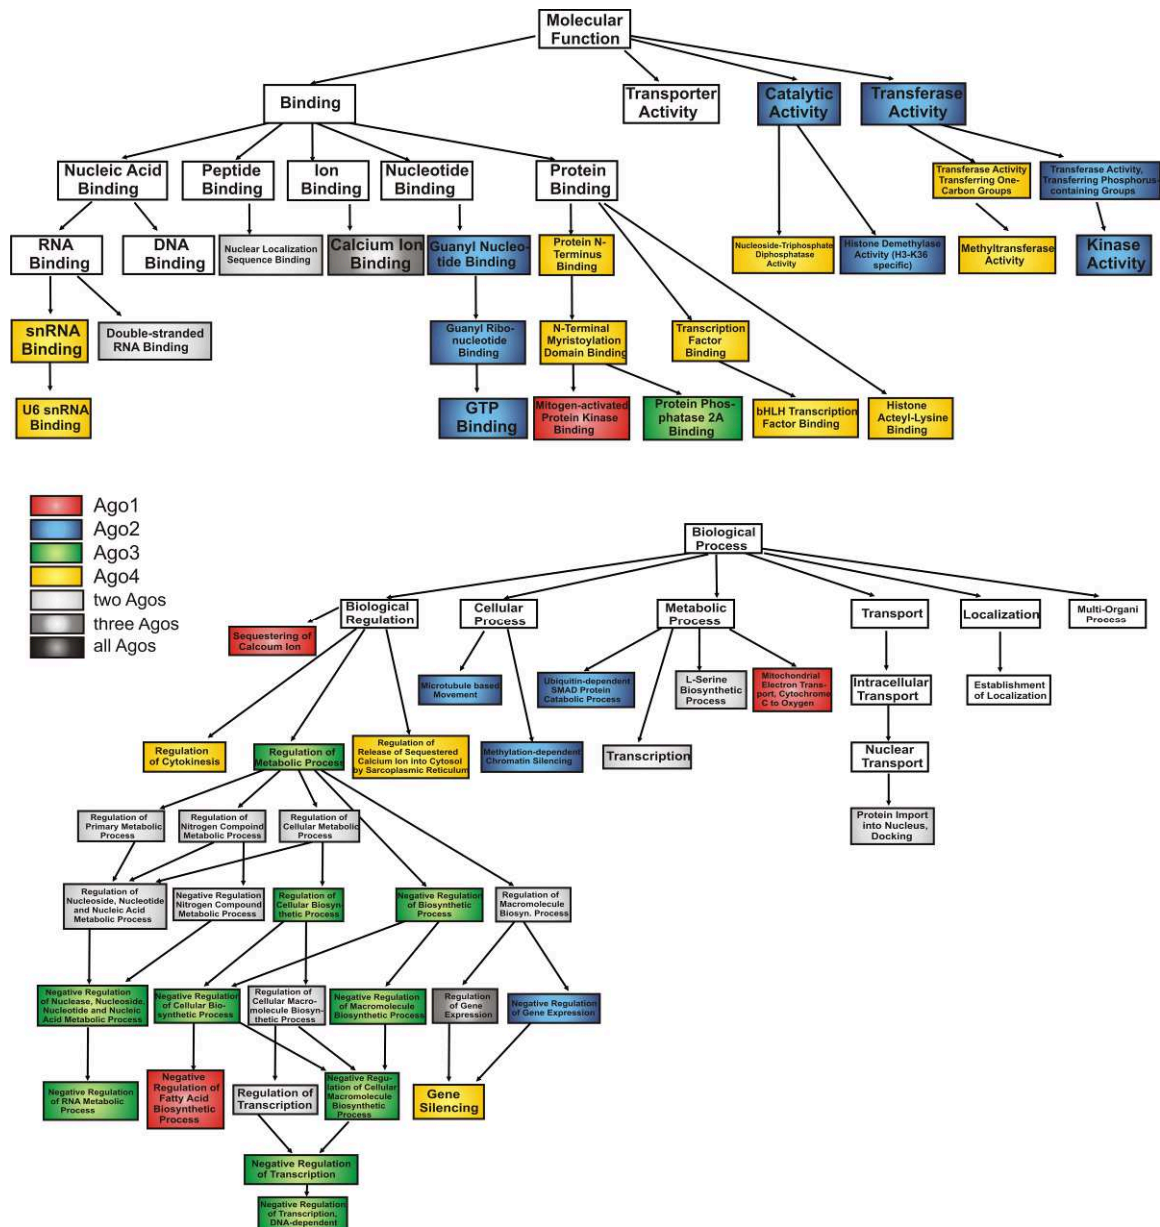 Molecular
Function
Binding
Transporter
Activity
Catalytic
Activity
Transferase
Activity
Nucleic Acid
Binding
Peptide
Binding
Ion
Binding
Nucleotide
Binding
Protein
Binding
Transferase Activity
Transferring One-
Carbon Groups
Transferase Activity,
Transferring Phosphorus-
containing Groups
RNA
Binding
DNA
Binding
Nuclear Localization
Sequence Binding
Calcium Ion
Binding
Guanyl Nucleo-
tide Binding
Protein N-
Terminus
Binding
Nucleoside-Triphosphate
Diphosphatase
Activity
Histone Demethylase
Activity (H3-K36
specific)
Methyltransferase
Activity
Kinase
Activity
snRNA
Binding
Double-stranded
RNA Binding
Guanyl Ribo-
nucleotide
Binding
N-Terminal
Myristoylation
Domain Binding
Transcription
Factor
Binding
U6 snRNA
Binding
GTP
Binding
Mitogen-activated
Protein Kinase
Binding
Protein Phos-
phatase 2A
Binding
bHLH Transcription
Factor Binding
Histone
Acteyl-Lysine
Binding
Ago1
Ago2
Ago3
Ago4
two Agos
three Agos
all Agos
Biological
Process
Biological
Regulation
Cellular
Process
Metabolic
Process
Transport
Localization
Multi-Organi
Process
Sequestering of
Calcoum Ion
Microtubule based
Movement
Ubiquitin-dependent
SMAD Protein
Catabolic Process
L-Serine
Biosynthetic
Process
Mitochondrial
Electron Trans-
port, Cytochrome
C to Oxygen
Intracellular
Transport
Establishment
of Localization
Regulation
of Cytokinesis
Regulation of
Metabolic Process
Regulation of
Release of Sequestered
Calcium Ion into Cytosol
by Sarcoplasmic Reticulum
Methylation-dependent
Chromatin Silencing
Transcription
Nuclear
Transport
Regulation of
Primary Metabolic
Process
Regulation of
Nitrogen Compoind
Metabolic Process
Regulation of
Cellular Metabolic
Process
Protein Import
into Nucleus,
Docking
Regulation of
Nucleoside, Nucleotide
and Nucleic Acid
Metabolic Process
Negative Regulation
Nitrogen Compound
Metabolic Process
Regulation of
Cellular Biosyn
thetic Process
Negative Regulation
of Biosynthetic
Process
Regulation of
Macromolecule
Biosyn. Process
Negative Regulation
of Nuclease, Nucleoside,
Nucleotide and Nucleic
Acid Metabolic Process
Negative Regulation
of Cellular Bio-
synthetic Process
Regulation of
Cellular Macro-
molecule Biosyn-
thetic Process
Negative Regulation
of Macromolecule
Biosynthetic Process
Regulation
of Gene
Expression
Negative Regulation
of Gene Expression
Negative Regulation
of RNA Metabolic
Process
Negative
Regulation of
Fatty Acid
Biosynthetic
Process
Regulation of
Transcription
Negative Regu-
lation of Cellular
Macromolecule
Biosynthetic
Process
Gene
Silencing
Negative Regulation
of Transcription
Negative Regulation
of Transcription,
DNA-dependent